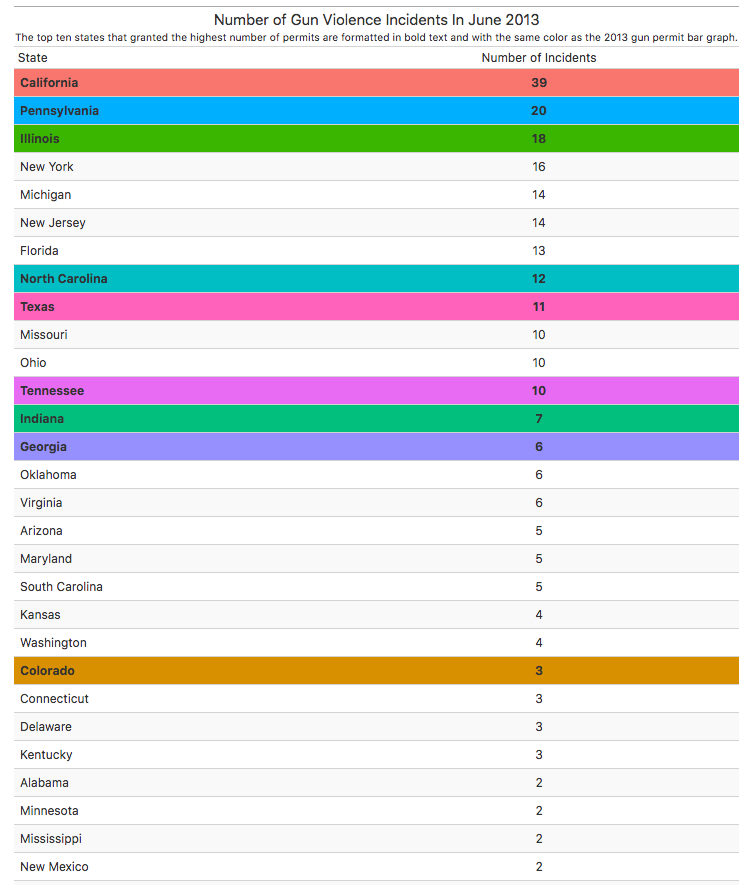 Number of Gun Violence Incidents In June 2013
The top ten states that granted the highest number of permits are formatted in bold text and with the same color as the 2013 gun permit bar graph.
State Number of Incidents
California 39
Pennsylvania 20
Illinois 18
New York 16
Michigan 14
New Jersey 14
Florida 13
North Carolina 12
Texas 11
Missouri 10
Ohio 10
Tennessee 10
Indiana 7
Georgia 6
Oklahoma 6
Virginia 6
Arizona 5
Maryland 5
South Carolina 5
Kansas 4
Washington 4
Colorado 3
Connecticut 3
Delaware 3
Kentucky 3
Alabama 2
Minnesota 2
Mississippi 2
New Mexico 2